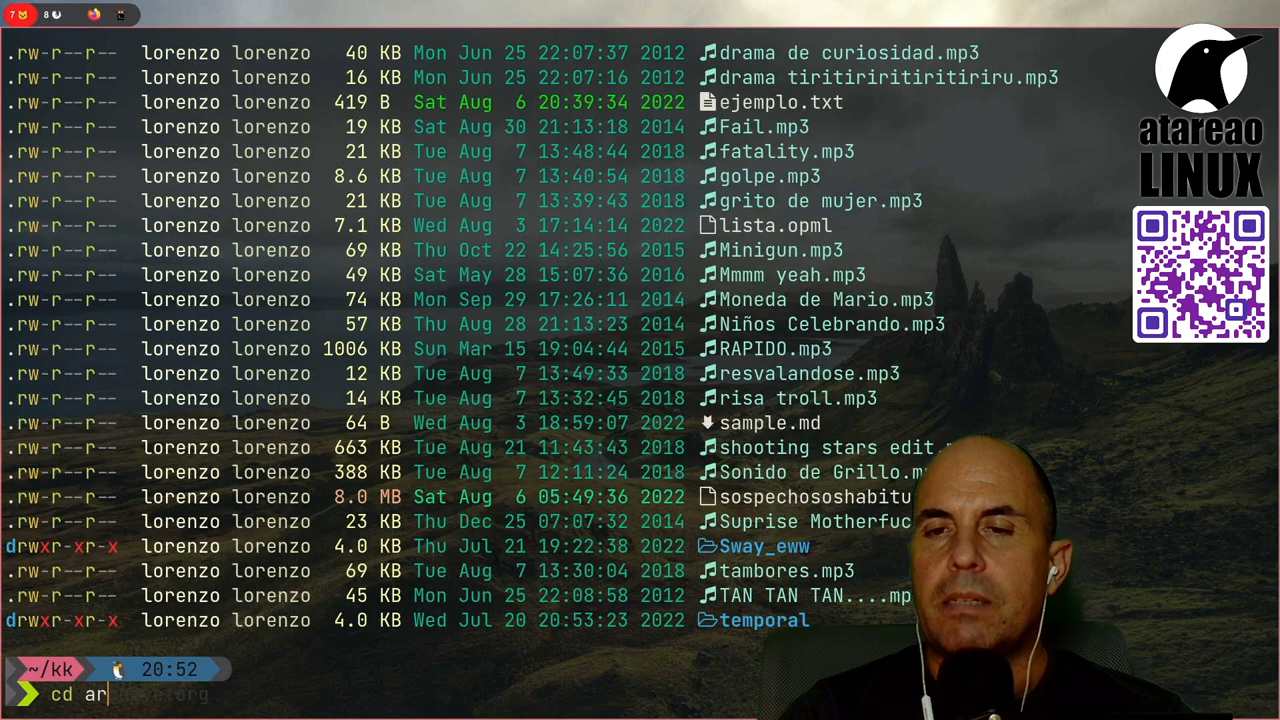 7 8
.rw-r--r-- lorenzo lorenzo 40 KB Mon Jun 25 22:07:37 2012 drama de curiosidad.mp3
.rw-r--r-- lorenzo lorenzo 16 KB Mon Jun 25 22:07:16 2012 drama tiritiriritiritiriru.mp3
.rw-r--r-- lorenzo lorenzo 419 B Sat Aug 6 20:39:34 2022 ejemplo.txt
.rw-r--r-- lorenzo lorenzo 19 KB Sat Aug 30 21:13:18 2014 Fail.mp3
.rw-r--r-- lorenzo lorenzo 21 KB Tue Aug 7 13:48:44 2018 fatality.mp3
.rw-r--r-- lorenzo lorenzo 8.6 KB Tue Aug 7 13:40:54 2018 golpe.mp3
.rw-r--r-- lorenzo lorenzo 21 KB Tue Aug 7 13:39:43 2018 grito de mujer.mp3
.rw-r--r-- lorenzo lorenzo 7.1 KB Wed Aug 3 17:14:14 2022 lista.opml
.rw-r--r-- lorenzo lorenzo 69 KB Thu Oct 22 14:25:56 2015 Minigun.mp3
.rw-r--r-- lorenzo lorenzo 49 KB Sat May 28 15:07:36 2016 Mmmm yeah.mp3
.rw-r--r-- lorenzo lorenzo 74 KB Mon Sep 29 17:26:11 2014 Moneda de Mario.mp3
.rw-r--r-- lorenzo lorenzo 57 KB Thu Aug 28 21:13:23 2014 Niños Celebrando.mp3
.rw-r--r-- lorenzo lorenzo 1006 KB Sun Mar 15 19:04:44 2015 RAPIDO.mp3
.rw-r--r-- lorenzo lorenzo 12 KB Tue Aug 7 13:49:33 2018 resvalandose.mp3
.rw-r--r-- lorenzo lorenzo 14 KB Tue Aug 7 13:32:45 2018 risa troll.mp3
.rw-r--r-- lorenzo lorenzo 64 B Wed Aug 3 18:59:07 2022 sample.md
.rw-r--r-- lorenzo lorenzo 663 KB Tue Aug 21 11:43:43 2018 shooting stars edit.
.rw-r--r-- lorenzo lorenzo 388 KB Tue Aug 7 12:11:24 2018 Sonido de Grillo.m
.rw-r--r-- lorenzo lorenzo 8.0 MB Sat Aug 6 05:49:36 2022 sospechososhabitu
.rw-r--r-- lorenzo lorenzo 23 KB Thu Dec 25 07:07:32 2014 Suprise Motherfuc
drwxr-xr-x lorenzo lorenzo 4.0 KB Thu Jul 21 19:22:38 2022 Sway_eww
.rw-r--r-- lorenzo lorenzo 69 KB Tue Aug 7 13:30:04 2018 tambores.mp3
.rw-r--r-- lorenzo lorenzo 45 KB Mon Jun 25 22:08:58 2012 TAN TAN TAN....mp
drwxr-xr-x lorenzo lorenzo 4.0 KB Wed Jul 20 20:53:23 2022 temporal
~/kk 20:52
cd archive.org
atareao
LINUX